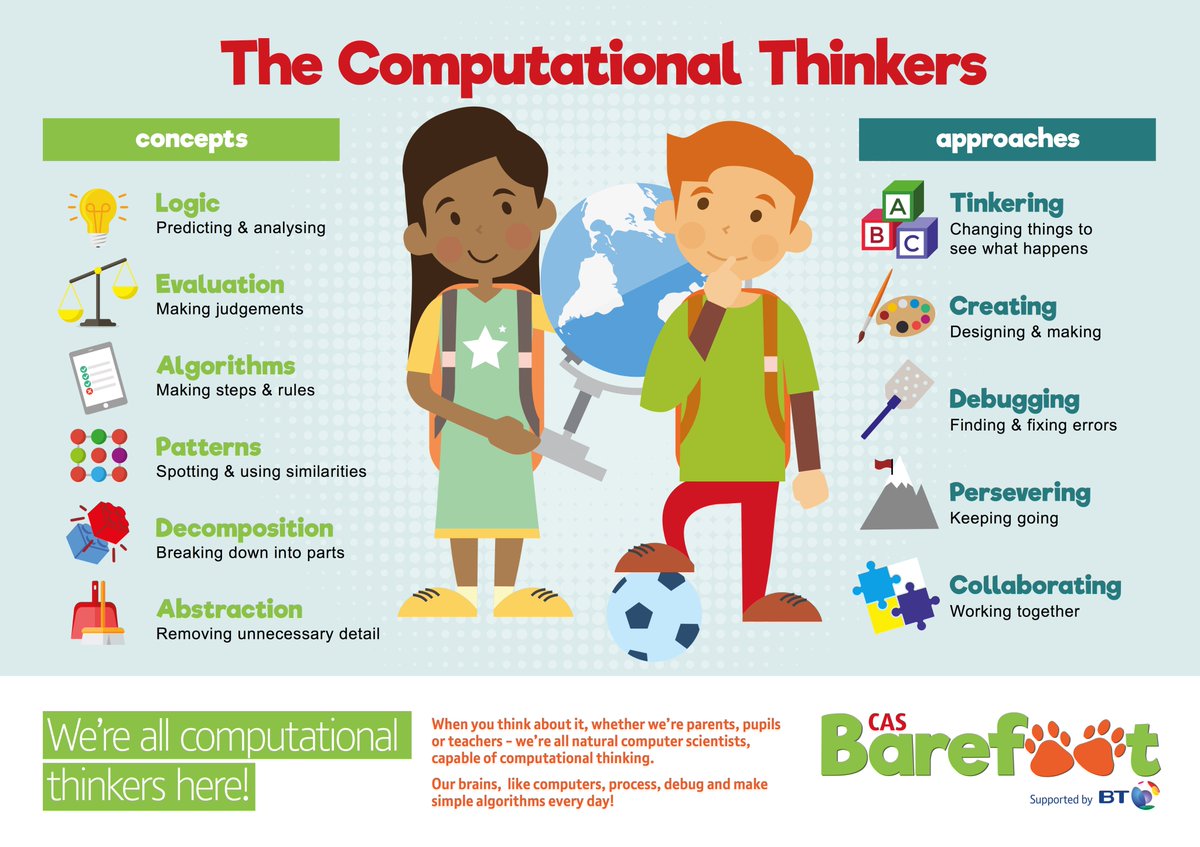 The Computational Thinkers
concepts
Logic
Predicting & analysing
Evaluation
Making judgements
Algorithms
Making steps & rules
Patterns
Spotting & using similarities
Decomposition
Breaking down into parts
Abstraction
Removing unnecessary detail
approaches
A
B
C
Tinkering
Changing things to
see what happens
Creating
Designing & making
Debugging
Finding & fixing errors
Persevering
Keeping going
Collaborating
Working together
We're all computational
thinkers here!
When you think about it, whether we're parents, pupils
or teachers – we're all natural computer scientists,
capable of computational thinking.
Our brains, like computers, process, debug and make
simple algorithms every day!
CAS
Barefoot
Supported by BT